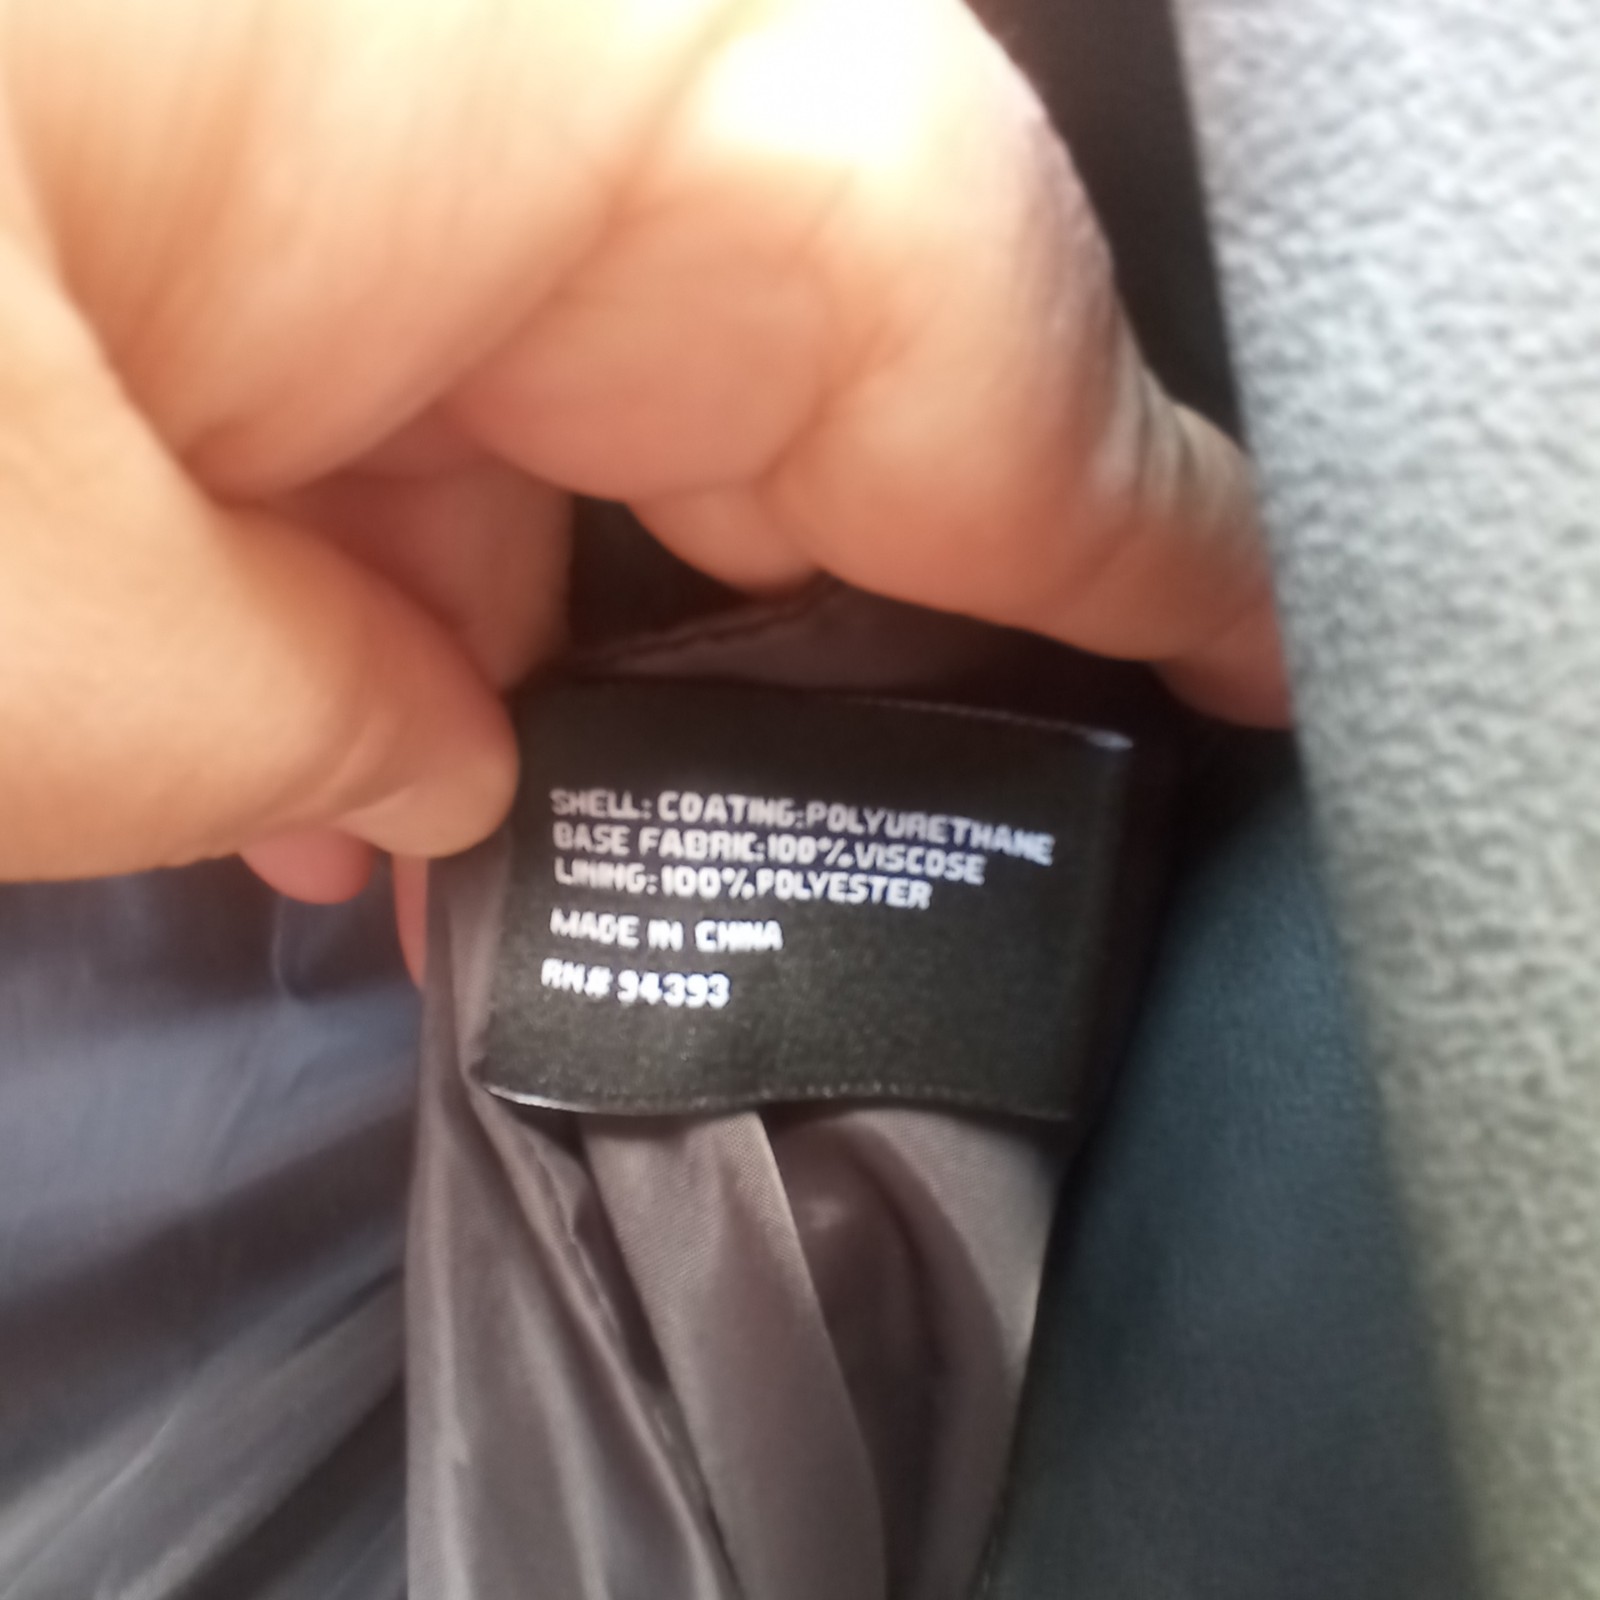 SHELL: COATING:POLYURETHANE
BASE FABRIC:100%VISCOSE
LINING:100%POLYESTER
MADE IN CHINA
RN# 94393